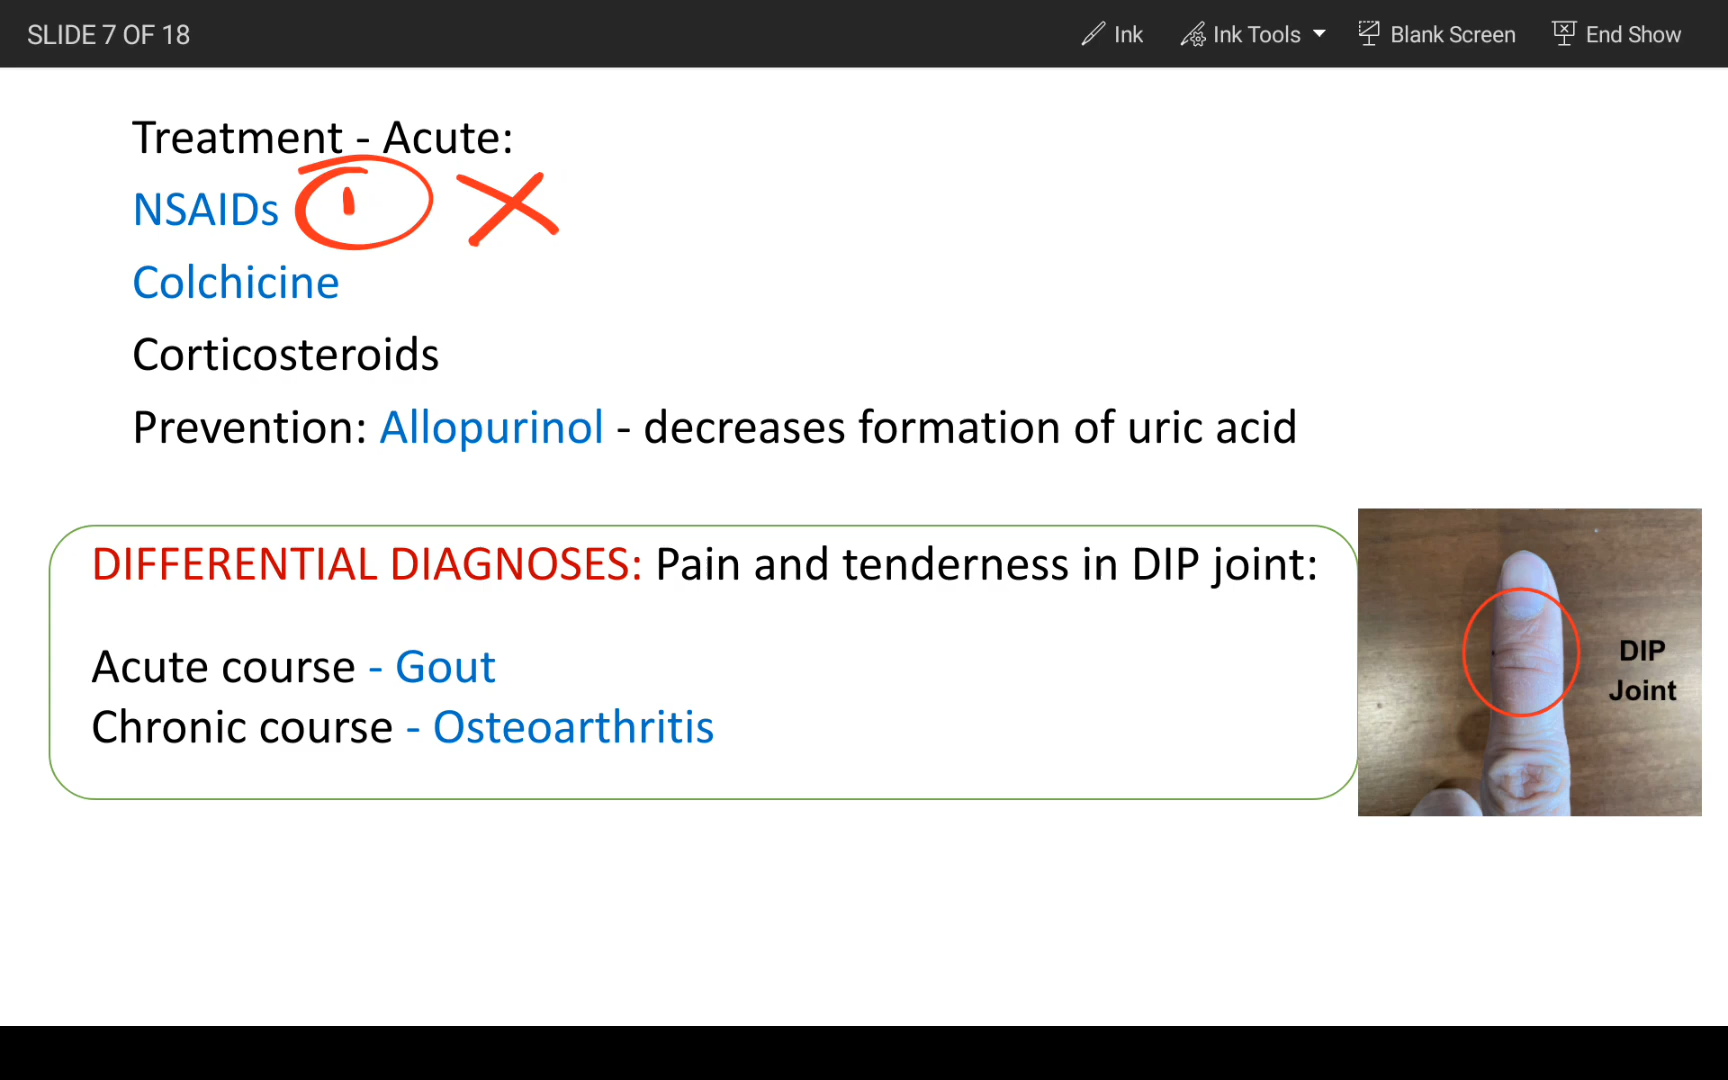 SLIDE 7 OF 18
Ink
Ink Tools
Blank Screen
End Show
Treatment - Acute:
NSAIDs 1
Colchicine
Corticosteroids
Prevention: Allopurinol - decreases formation of uric acid
DIFFERENTIAL DIAGNOSES: Pain and tenderness in DIP joint:
Acute course - Gout
Chronic course - Osteoarthritis
DIP
Joint